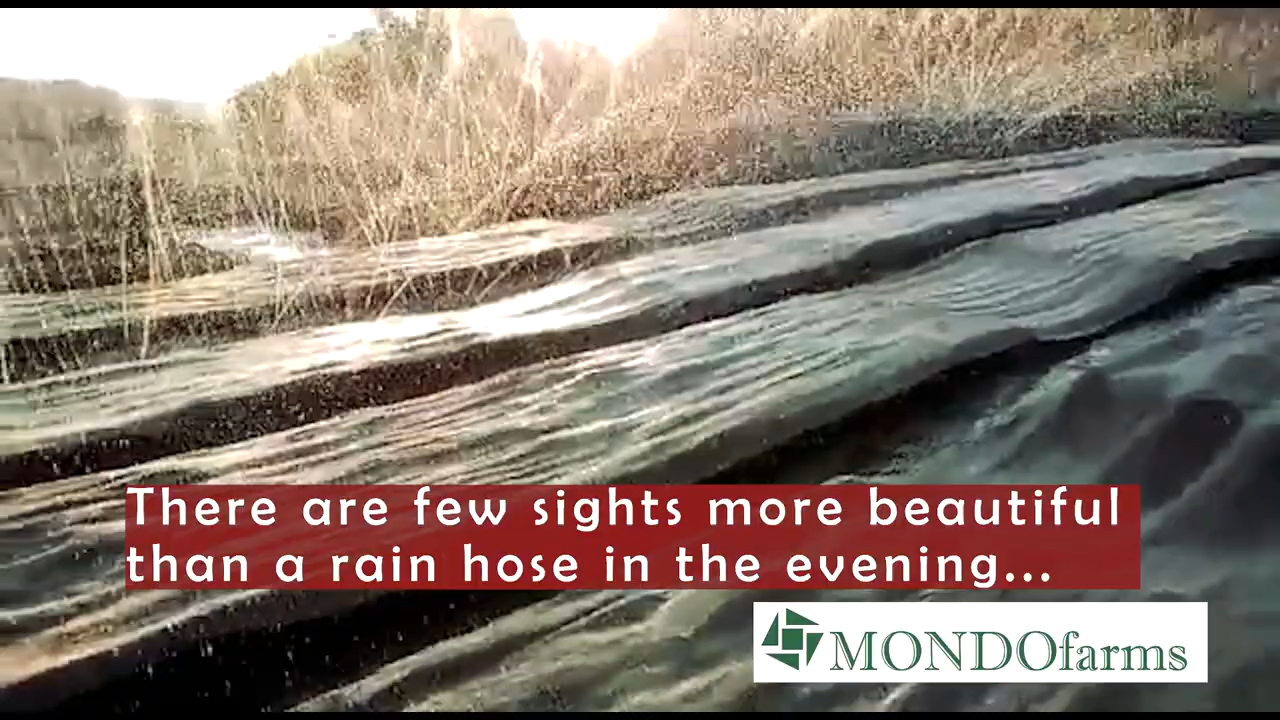 There are few sights more beautiful
than a rain hose in the evening...
MONDOfarms